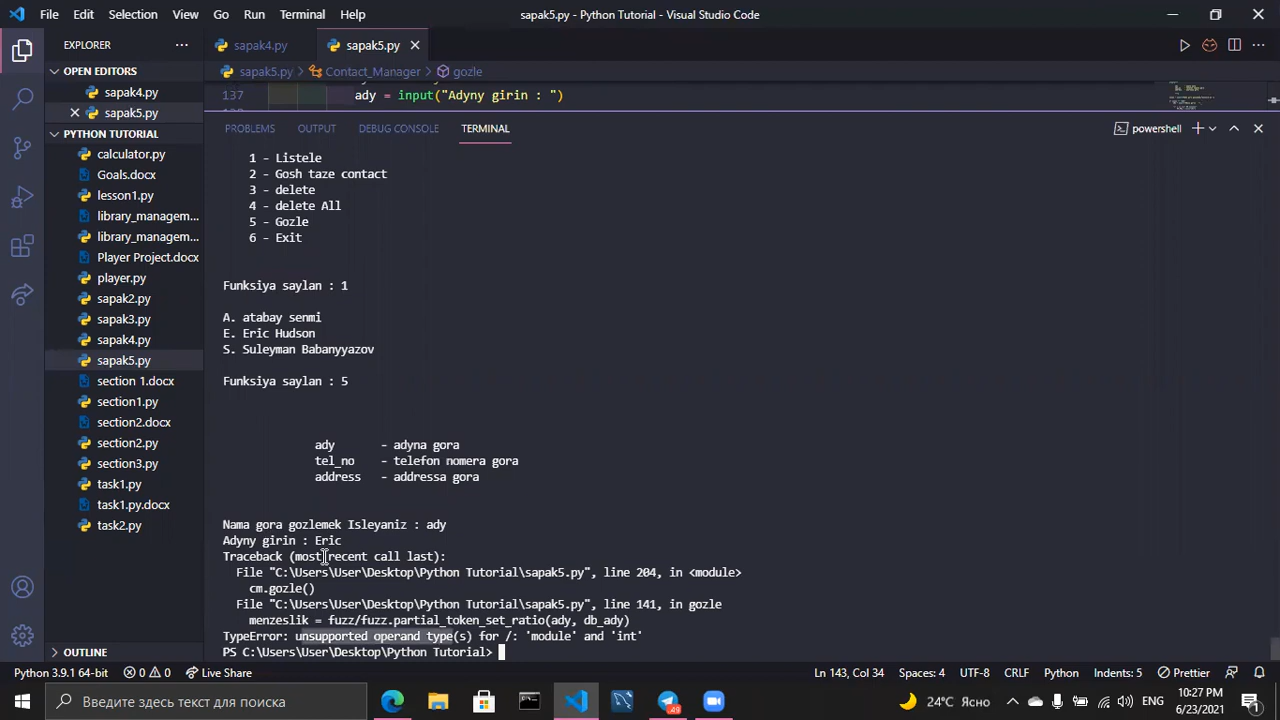 File Edit Selection View Go Run Terminal Help
sapak5.py - Python Tutorial - Visual Studio Code
EXPLORER
OPEN EDITORS
sapak4.py
sapak5.py
PYTHON TUTORIAL
calculator.py
Goals.docx
lesson1.py
library_managem...
library_managem...
Player Project.docx
player.py
sapak2.py
sapak3.py
sapak4.py
sapak5.py
section 1.docx
section1.py
section2.docx
section2.py
section3.py
task1.py
task1.py.docx
task2.py
OUTLINE
sapak4.py
sapak5.py
sapak5.py > Contact_Manager > gozle
137 ady = input("Adyny girin : ")
PROBLEMS OUTPUT DEBUG CONSOLE TERMINAL
powershell
1 - Listele
2 - Gosh taze contact
3 - delete
4 - delete All
5 - Gozle
6 - Exit
Funksiya saylan : 1
A. atabay senmi
E. Eric Hudson
S. Suleyman Babanyyazov
Funksiya saylan : 5
ady - adyna gora
tel_no - telefon nomera gora
address - addressa gora
Nama gora gozlemek Isleyaniz : ady
Adyny girin : Eric
Traceback (most recent call last):
File "C:\Users\User\Desktop\Python Tutorial\sapak5.py", line 204, in <module>
cm.gozle()
File "C:\Users\User\Desktop\Python Tutorial\sapak5.py", line 141, in gozle
menzeslik = fuzz/fuzz.partial_token_set_ratio(ady, db_ady)
TypeError: unsupported operand type(s) for /: 'module' and 'int'
PS C:\Users\User\Desktop\Python Tutorial>
Python 3.9.1 64-bit
0 0
Live Share
Ln 143, Col 34
Spaces: 4
UTF-8
CRLF
Python
Indents: 5
Prettier
Введите здесь текст для поиска
49
24°C Ясно
ENG
10:27 PM
6/23/2021
1